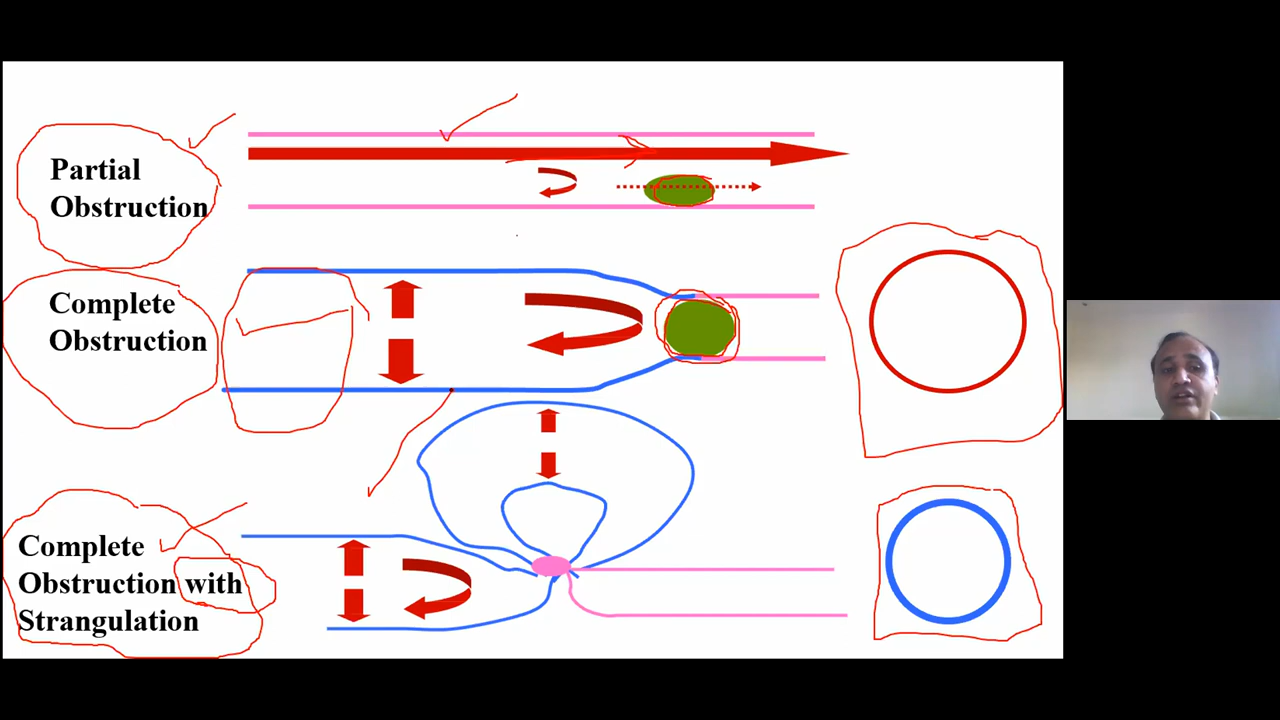 Partial
Obstruction
Complete
Obstruction
Complete
Obstruction with
Strangulation